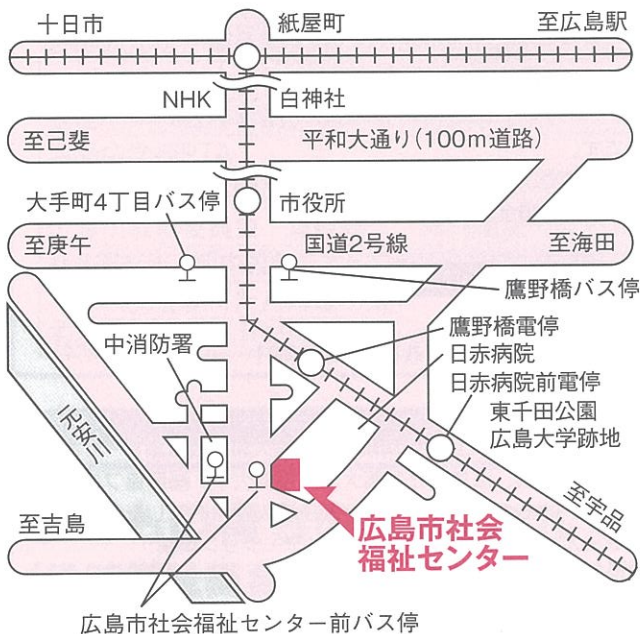 十日市
紙屋町
至広島駅
NHK
白神社
至己斐
平和大通り(100m道路)
大手町4丁目バス停
市役所
至庚午
国道2号線
至海田
鷹野橋バス停
中消防署
鷹野橋電停
日赤病院
日赤病院前電停
東千田公園
広島大学跡地
元安川
至宇品
至吉島
広島市社会
福祉センター
広島市社会福祉センター前バス停